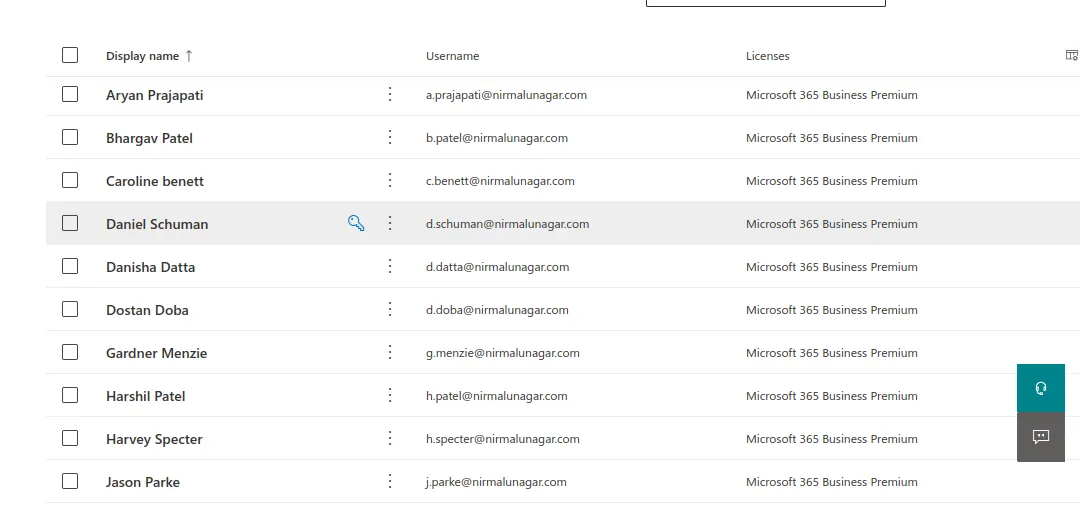 Display name ↑ Username Licenses
Aryan Prajapati a.prajapati@nirmalunagar.com Microsoft 365 Business Premium
Bhargav Patel b.patel@nirmalunagar.com Microsoft 365 Business Premium
Caroline benett c.benett@nirmalunagar.com Microsoft 365 Business Premium
Daniel Schuman d.schuman@nirmalunagar.com Microsoft 365 Business Premium
Danisha Datta d.datta@nirmalunagar.com Microsoft 365 Business Premium
Dostan Doba d.doba@nirmalunagar.com Microsoft 365 Business Premium
Gardner Menzie g.menzie@nirmalunagar.com Microsoft 365 Business Premium
Harshil Patel h.patel@nirmalunagar.com Microsoft 365 Business Premium
Harvey Specter h.specter@nirmalunagar.com Microsoft 365 Business Premium
Jason Parke j.parke@nirmalunagar.com Microsoft 365 Business Premium